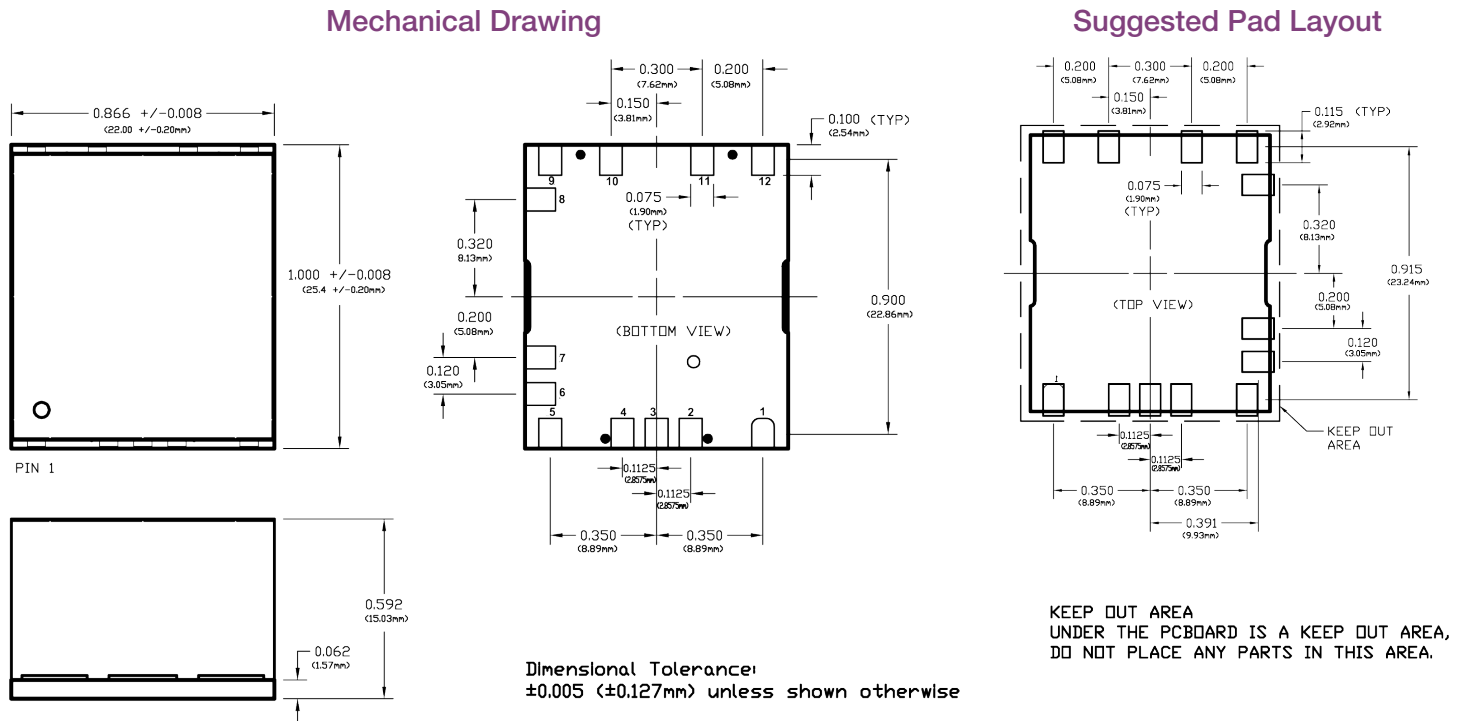 Mechanical Drawing
0.866 +/-0.008
(22.00 +/-0.20mm)
1.000 +/-0.008
(25.4 +/-0.20mm)
PIN 1
0.592
(15.03mm)
0.062
(1.57mm)
0.300
(7.62mm)
0.200
(5.08mm)
0.150
(3.81mm)
0.100 (TYP)
(2.54mm)
9
10
11
12
8
0.075
(1.90mm)
(TYP)
0.320
8.13mm)
0.900
(22.86mm)
0.200
(5.08mm)
(BOTTOM VIEW)
7
0.120
(3.05mm)
6
5
4
3
2
1
0.1125
(2.8575mm)
0.1125
(2.8575mm)
0.350
(8.89mm)
0.350
(8.89mm)
Dimensional Tolerance:
±0.005 (±0.127mm) unless shown otherwise
Suggested Pad Layout
0.200
(5.08mm)
0.300
(7.62mm)
0.200
(5.08mm)
0.150
(3.81mm)
0.115 (TYP)
(2.92mm)
0.075
(1.90mm)
(TYP)
0.320
(8.13mm)
0.915
(23.24mm)
0.200
(5.08mm)
(TOP VIEW)
0.120
(3.05mm)
1
KEEP OUT
AREA
0.1125
(2.8575mm)
0.1125
(2.8575mm)
0.350
(8.89mm)
0.350
(8.89mm)
0.391
(9.93mm)
KEEP OUT AREA
UNDER THE PCBOARD IS A KEEP OUT AREA,
DO NOT PLACE ANY PARTS IN THIS AREA.